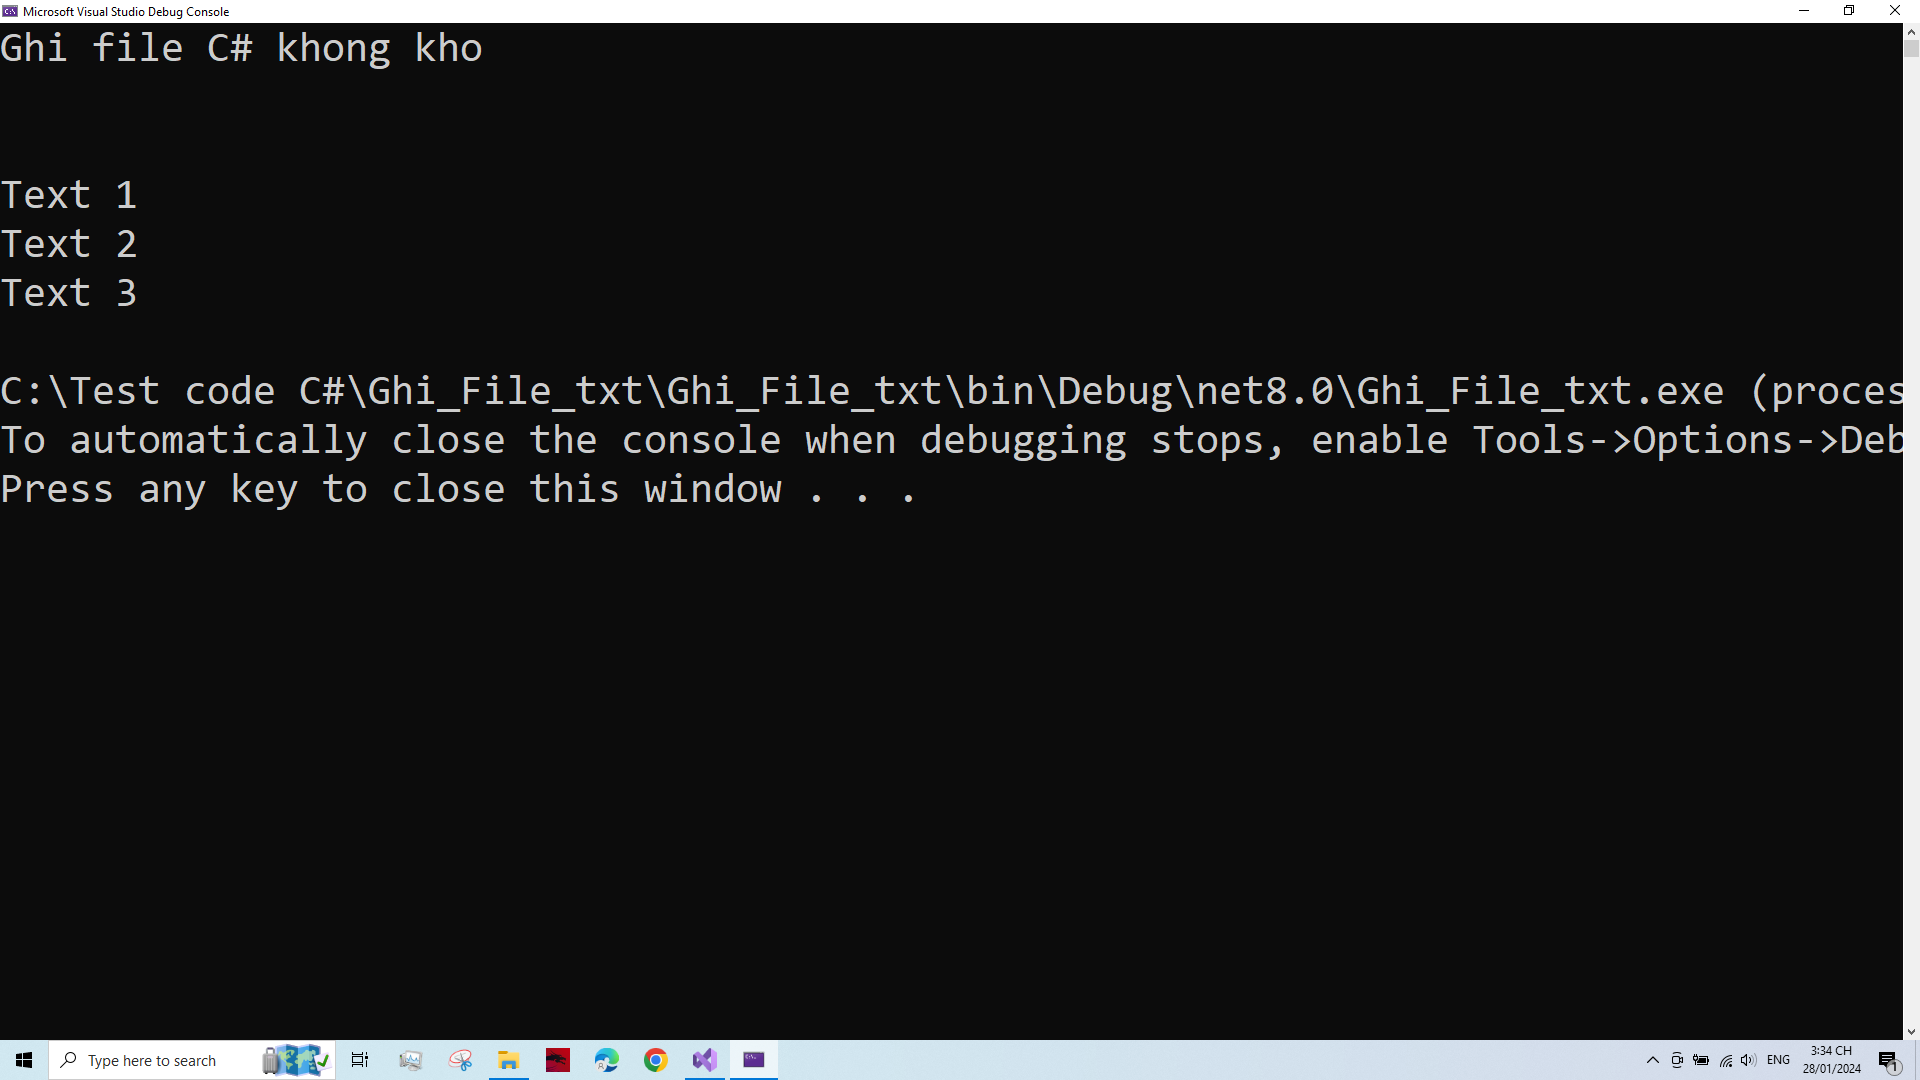 Microsoft Visual Studio Debug Console
Ghi file C# khong kho
Text 1
Text 2
Text 3
C:\Test code C#\Ghi_File_txt\Ghi_File_txt\bin\Debug\net8.0\Ghi_File_txt.exe (proces
To automatically close the console when debugging stops, enable Tools->Options->Deb
Press any key to close this window . . .
Type here to search
ENG
3:34 CH
28/01/2024
1